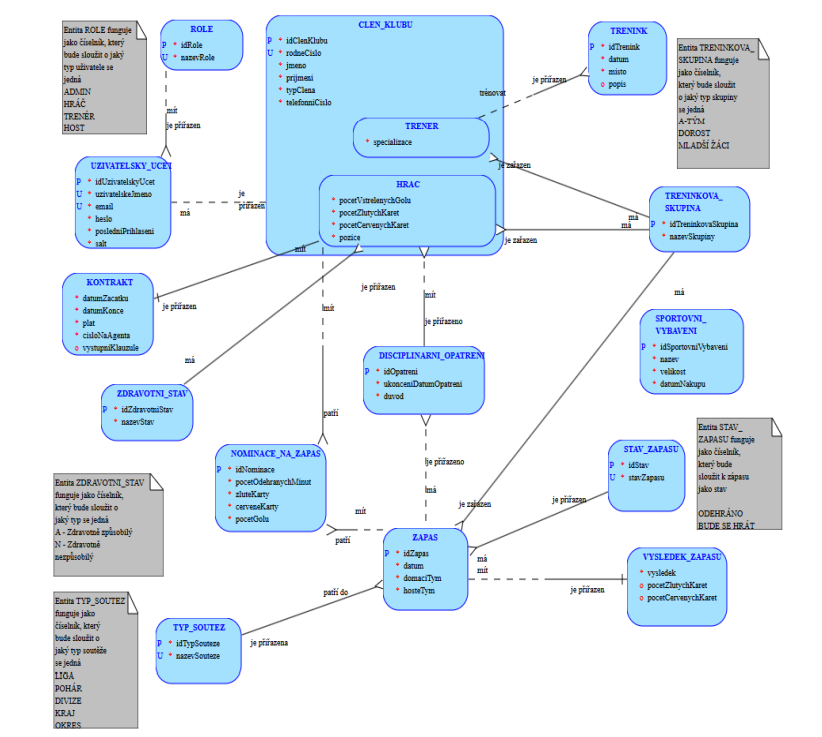 Entita ROLE funguje
jako číselník, který
bude sloužit o jaký
typ uživatele se
jedná
ADMIN
HRÁČ
TRENÉR
HOST
ROLE
P * idRole
U * nazevRole
mít
je přiřazen
CLEN_KLUBU
P * idClenKlubu
U * rodneCislo
* jmeno
* prijmeni
* typClena
* telefonniCislo
TRENER
* specializace
HRAC
* pocetVstrelenychGolu
* pocetZlutychKaret
* pocetCervenychKaret
* pozice
trénovat
je přiřazen
TRENINK
P * idTrenink
* datum
* misto
o popis
Entita TRENINKOVA_
SKUPINA funguje
jako číselník,
který bude sloužit
o jaký typ skupiny
se jedná
A-TÝM
DOROST
MLADŠÍ ŽÁCI
UZIVATELSKY_UCET
P * idUzivatelskyUcet
U * uzivatelskeJmeno
U * email
* heslo
* posledniPrihlaseni
* salt
má
je
přiřazen
je zařazen
ma
je zařazen
má
TRENINKOVA_
SKUPINA
P * idTreninkovaSkupina
* nazevSkupiny
má
KONTRAKT
* datumZacatku
* datumKonce
* plat
* cisloNaAgenta
o vystupniKlauzule
mít
je přiřazen
je přiřazen
má
mít
patří
mít
je přiřazeno
SPORTOVNI_
VYBAVENI
P * idSportovniVybaveni
* nazev
* velikost
* datumNakupu
ZDRAVOTNI_STAV
P * idZdravotniStav
* nazevStav
DISCIPLINARNI_OPATRENI
P * idOpatreni
* ukonceniDatumOpatreni
* duvod
je přiřazeno
má
NOMINACE_NA_ZAPAS
P * idNominace
* pocetOdehranychMinut
* zluteKarty
* cerveneKarty
* pocetGolu
mít
patří
Entita STAV_
ZAPASU funguje
jako číselník,
který bude
sloužit k zápasu
jako stav
ODEHRÁNO
BUDE SE HRÁT
STAV_ZAPASU
P * idStav
U * stavZapasu
je zařazen
je přiřazen
má
Entita ZDRAVOTNI_STAV
funguje jako číselník,
který bude sloužit o
jaký typ se jedná
A - Zdravotně způsobilý
N - Zdravotně
nezpůsobilý
ZAPAS
P * idZapas
* datum
* domaciTym
* hosteTym
mít
je přiřazen
VYSLEDEK_ZAPASU
* vysledek
o pocetZlutychKaret
o pocetCervenychKaret
Entita TYP_SOUTEZ
funguje jako
číselník, který
bude sloužit o
jaký typ soutěže
se jedná
LIGA
POHÁR
DIVIZE
KRAJ
OKRES
TYP_SOUTEZ
P * idTypSouteze
U * nazevSouteze
patří do
je přiřazena